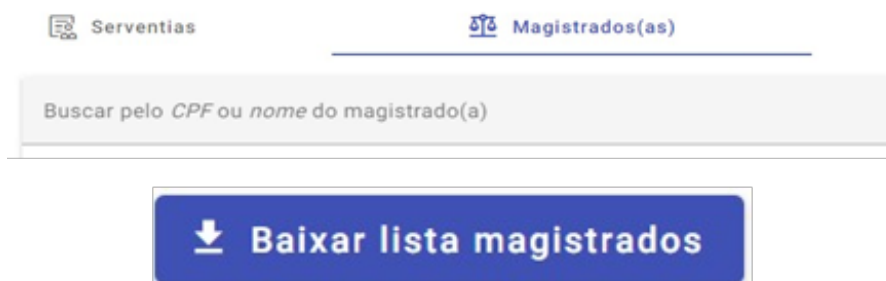 Serventias
Magistrados(as)
Buscar pelo CPF ou nome do magistrado(a)
Baixar lista magistrados